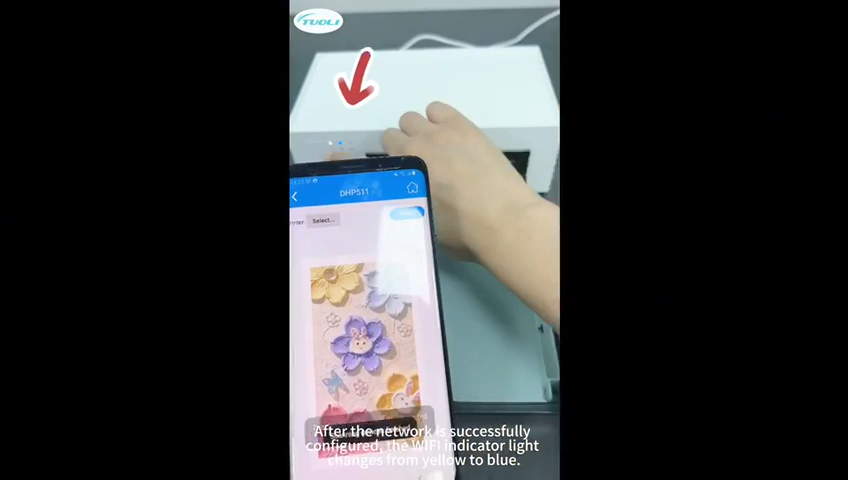 TUOLI
DHP511
Select...
After the network is successfully
configured, the WIFI indicator light
changes from yellow to blue.